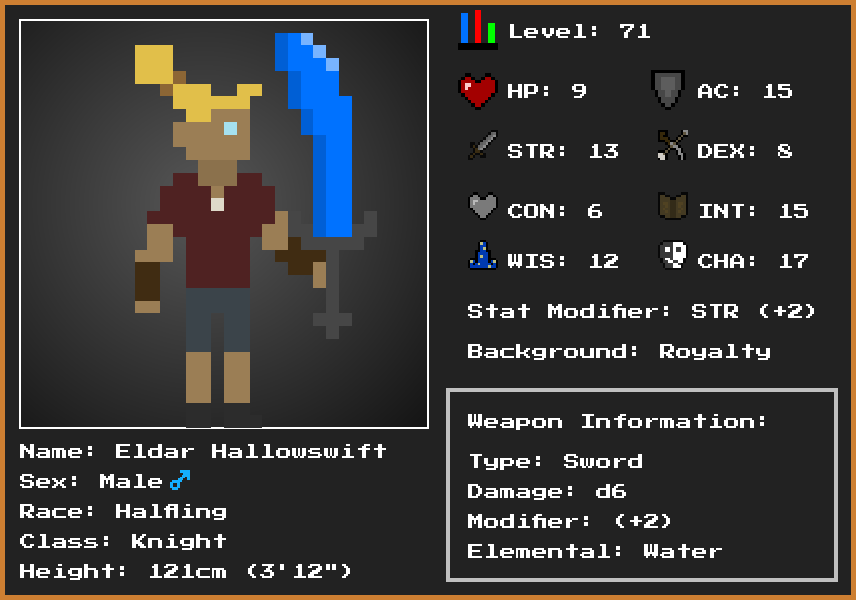 Level: 71
HP: 9 AC: 15
STR: 13 DEX: 8
CON: 6 INT: 15
WIS: 12 CHA: 17
Stat Modifier: STR (+2)
Background: Royalty
Weapon Information:
Type: Sword
Damage: d6
Modifier: (+2)
Elemental: Water
Name: Eldar Hallowswift
Sex: Male ♂
Race: Halfling
Class: Knight
Height: 121cm (3'12")